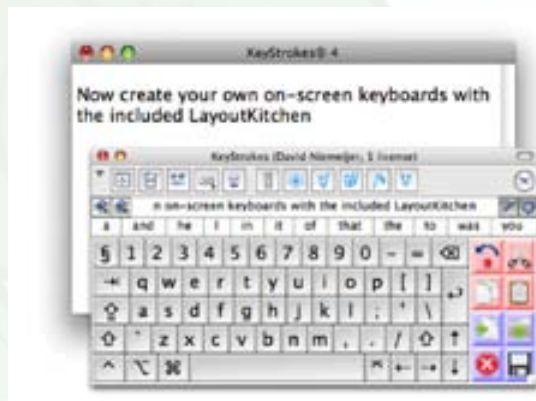 KeyStrokes® 4
Now create your own on-screen keyboards with
the included LayoutKitchen
KeyStrokes (David Niemeijer, 1 license)
n on-screen keyboards with the included LayoutKitchen
a and he I in it of that the to was you
§ 1 2 3 4 5 6 7 8 9 0 - = ⌫
⇥ q w e r t y u i o p [ ]
⇪ a s d f g h j k l ; ' \
⇧ ` z x c v b n m , . / ⇧ ↑
^ ⌥ ⌘ ← → ↓